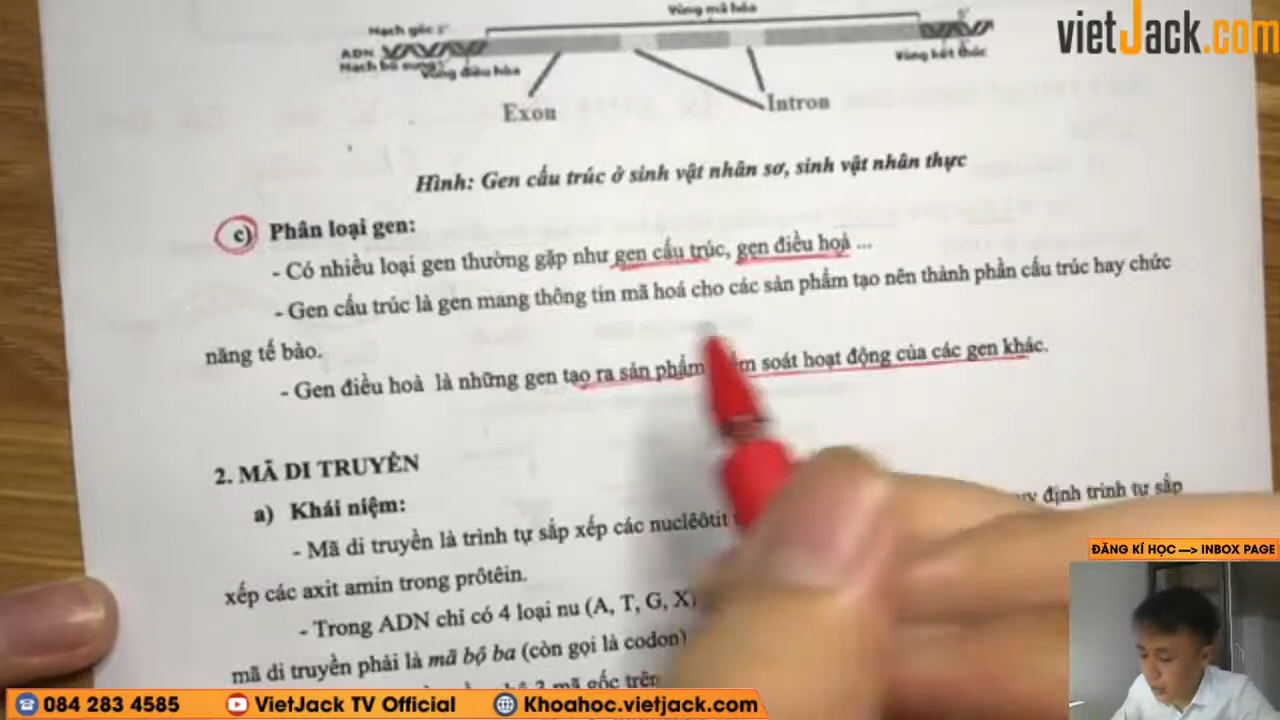 vietJack.com
Vùng mã hóa
Mạch gốc 3'
5'
ADN
Mạch bổ sung
Vùng điều hòa
Vùng kết thúc
Exon
Intron
Hình: Gen cấu trúc ở sinh vật nhân sơ, sinh vật nhân thực
c) Phân loại gen:
- Có nhiều loại gen thường gặp như gen cấu trúc, gen điều hoà ...
- Gen cấu trúc là gen mang thông tin mã hoá cho các sản phẩm tạo nên thành phần cấu trúc hay chức
năng tế bào.
- Gen điều hoà là những gen tạo ra sản phẩm soát hoạt động của các gen khác.
2. MÃ DI TRUYỀN
a) Khái niệm:
- Mã di truyền là trình tự sắp xếp các nuclêôtit định trình tự sắp
xếp các axit amin trong prôtêin.
- Trong ADN chỉ có 4 loại nu (A, T, G, X)
mã di truyền phải là mã bộ ba (còn gọi là codon)
3 mã gốc trên
ĐĂNG KÍ HỌC —> INBOX PAGE
084 283 4585
VietJack TV Official
Khoahoc.vietjack.com